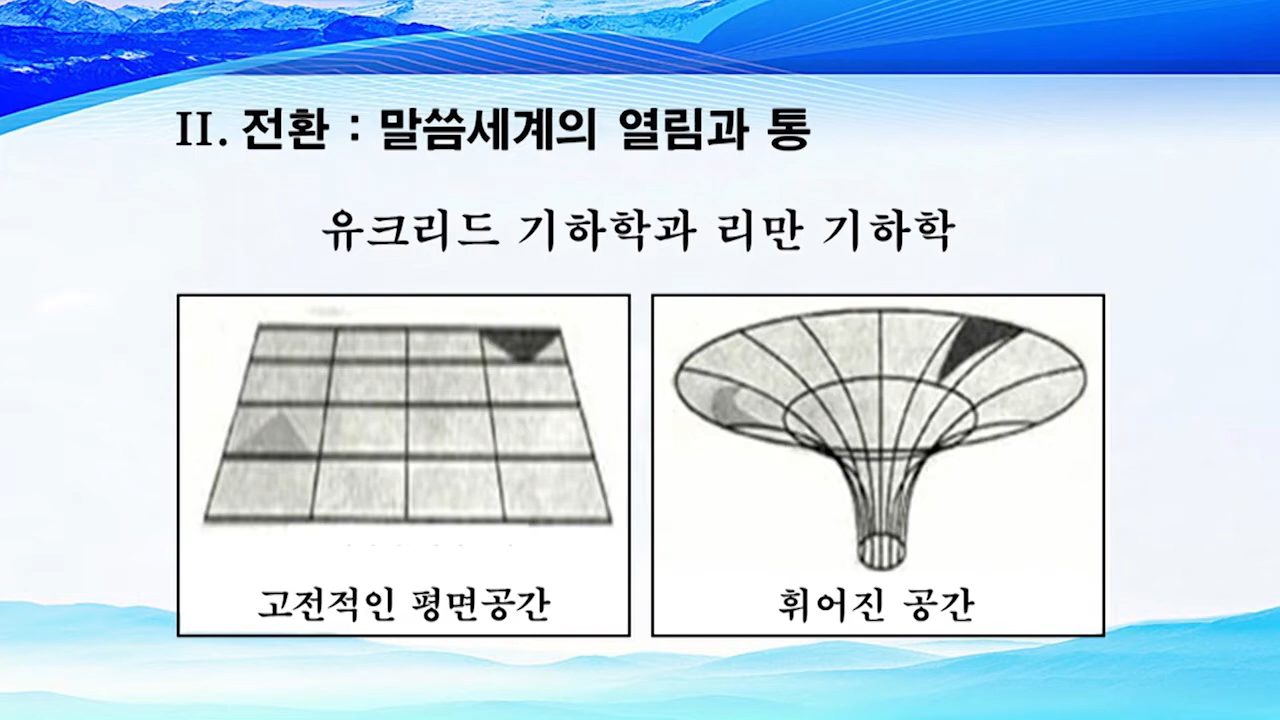 II. 전환 : 말씀세계의 열림과 통
유크리드 기하학과 리만 기하학
고전적인 평면공간
휘어진 공간